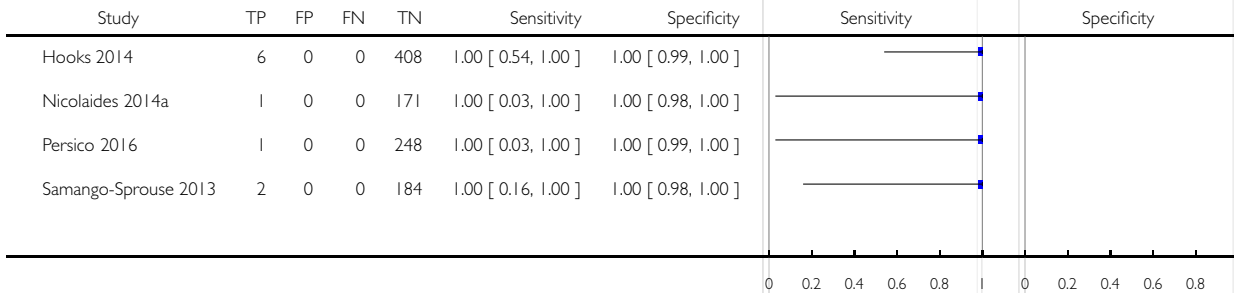 Study TP FP FN TN Sensitivity Specificity Sensitivity Specificity
Hooks 2014 6 0 0 408 1.00 [ 0.54, 1.00 ] 1.00 [ 0.99, 1.00 ]
Nicolaides 2014a 1 0 0 171 1.00 [ 0.03, 1.00 ] 1.00 [ 0.98, 1.00 ]
Persico 2016 1 0 0 248 1.00 [ 0.03, 1.00 ] 1.00 [ 0.99, 1.00 ]
Samango-Sprouse 2013 2 0 0 184 1.00 [ 0.16, 1.00 ] 1.00 [ 0.98, 1.00 ]
0 0.2 0.4 0.6 0.8 1 0 0.2 0.4 0.6 0.8